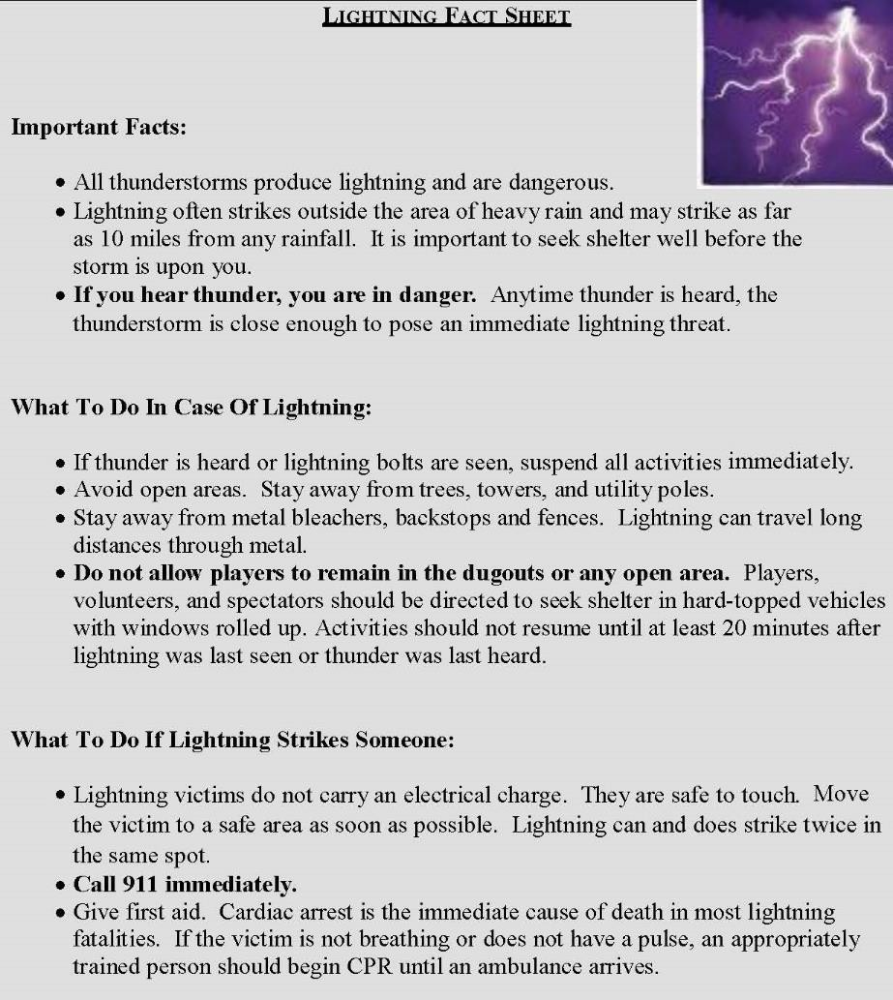 LIGHTNING FACT SHEET
Important Facts:
• All thunderstorms produce lightning and are dangerous.
• Lightning often strikes outside the area of heavy rain and may strike as far
as 10 miles from any rainfall. It is important to seek shelter well before the
storm is upon you.
• If you hear thunder, you are in danger. Anytime thunder is heard, the
thunderstorm is close enough to pose an immediate lightning threat.
What To Do In Case Of Lightning:
• If thunder is heard or lightning bolts are seen, suspend all activities immediately.
• Avoid open areas. Stay away from trees, towers, and utility poles.
• Stay away from metal bleachers, backstops and fences. Lightning can travel long
distances through metal.
• Do not allow players to remain in the dugouts or any open area. Players,
volunteers, and spectators should be directed to seek shelter in hard-topped vehicles
with windows rolled up. Activities should not resume until at least 20 minutes after
lightning was last seen or thunder was last heard.
What To Do If Lightning Strikes Someone:
• Lightning victims do not carry an electrical charge. They are safe to touch. Move
the victim to a safe area as soon as possible. Lightning can and does strike twice in
the same spot.
• Call 911 immediately.
• Give first aid. Cardiac arrest is the immediate cause of death in most lightning
fatalities. If the victim is not breathing or does not have a pulse, an appropriately
trained person should begin CPR until an ambulance arrives.